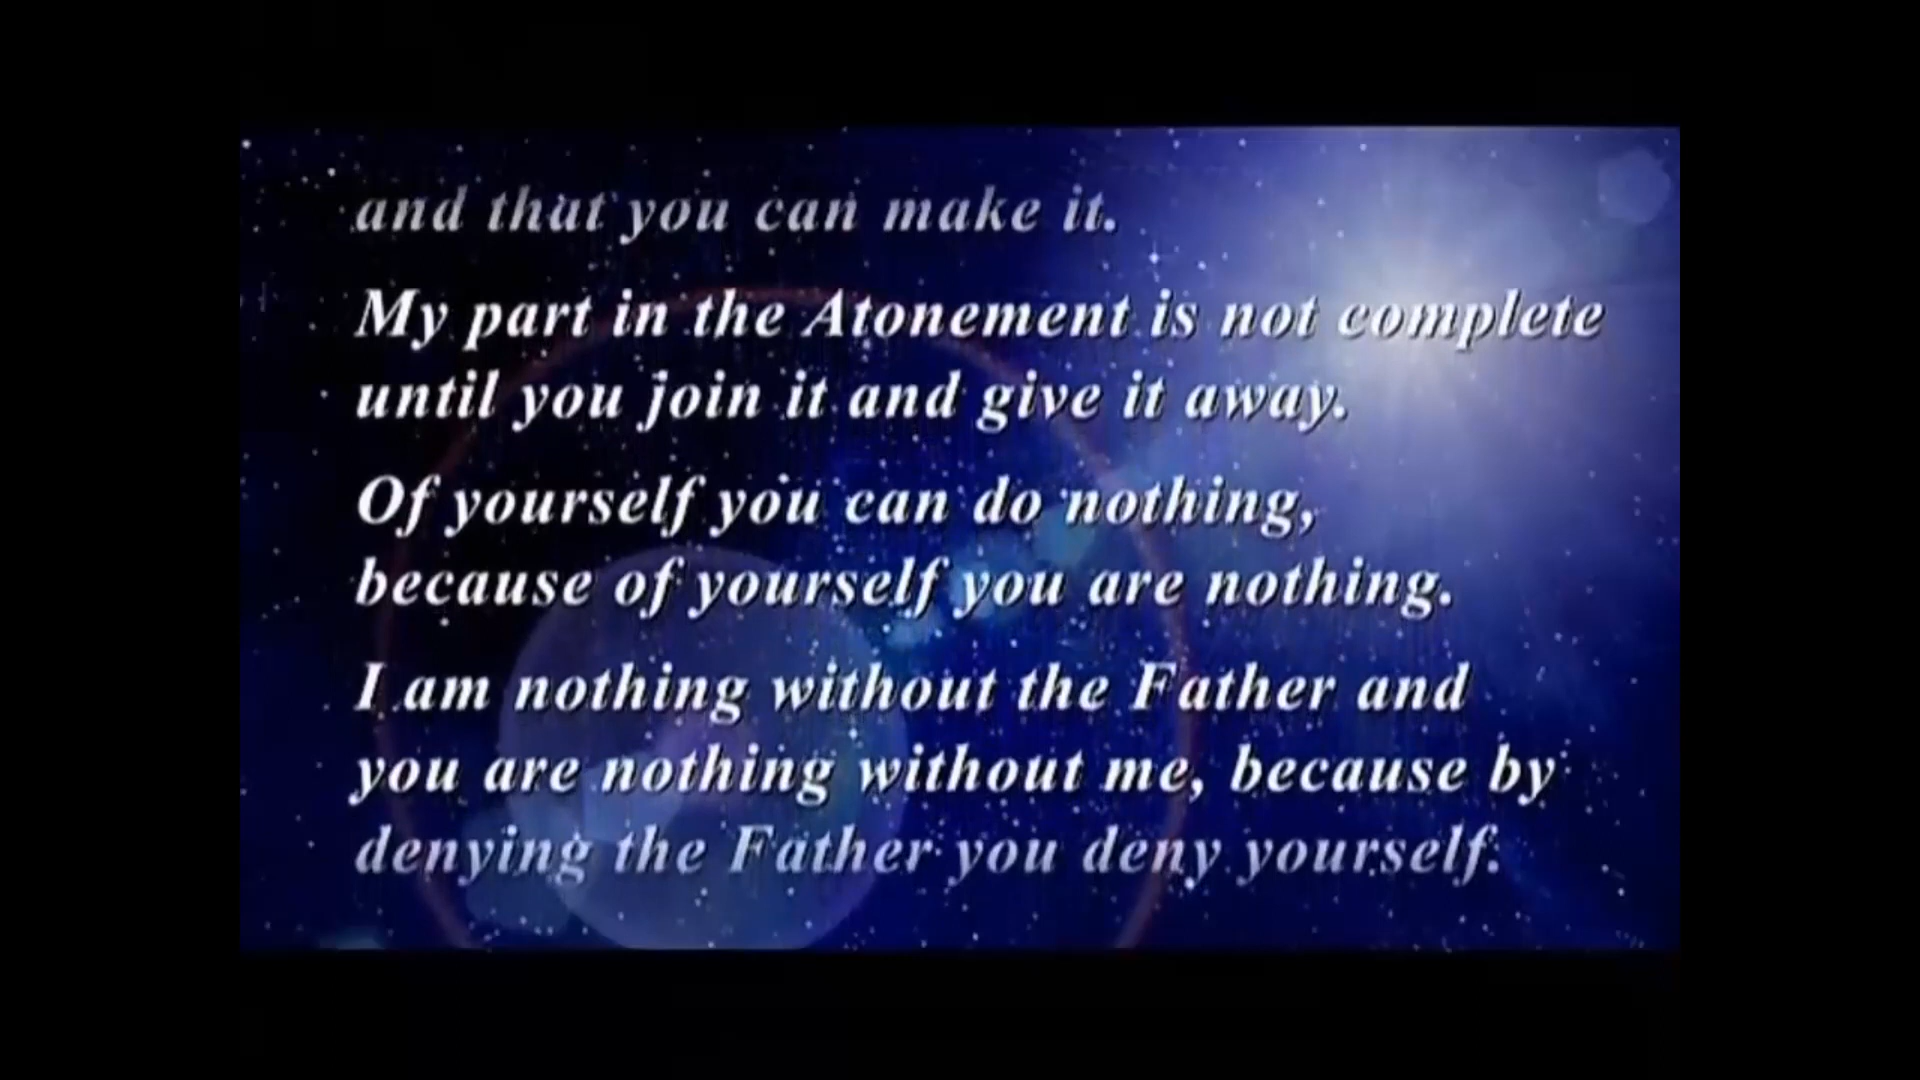 and that you can make it.
My part in the Atonement is not complete
until you join it and give it away.
Of yourself you can do nothing,
because of yourself you are nothing.
I am nothing without the Father and
you are nothing without me, because by
denying the Father you deny yourself.